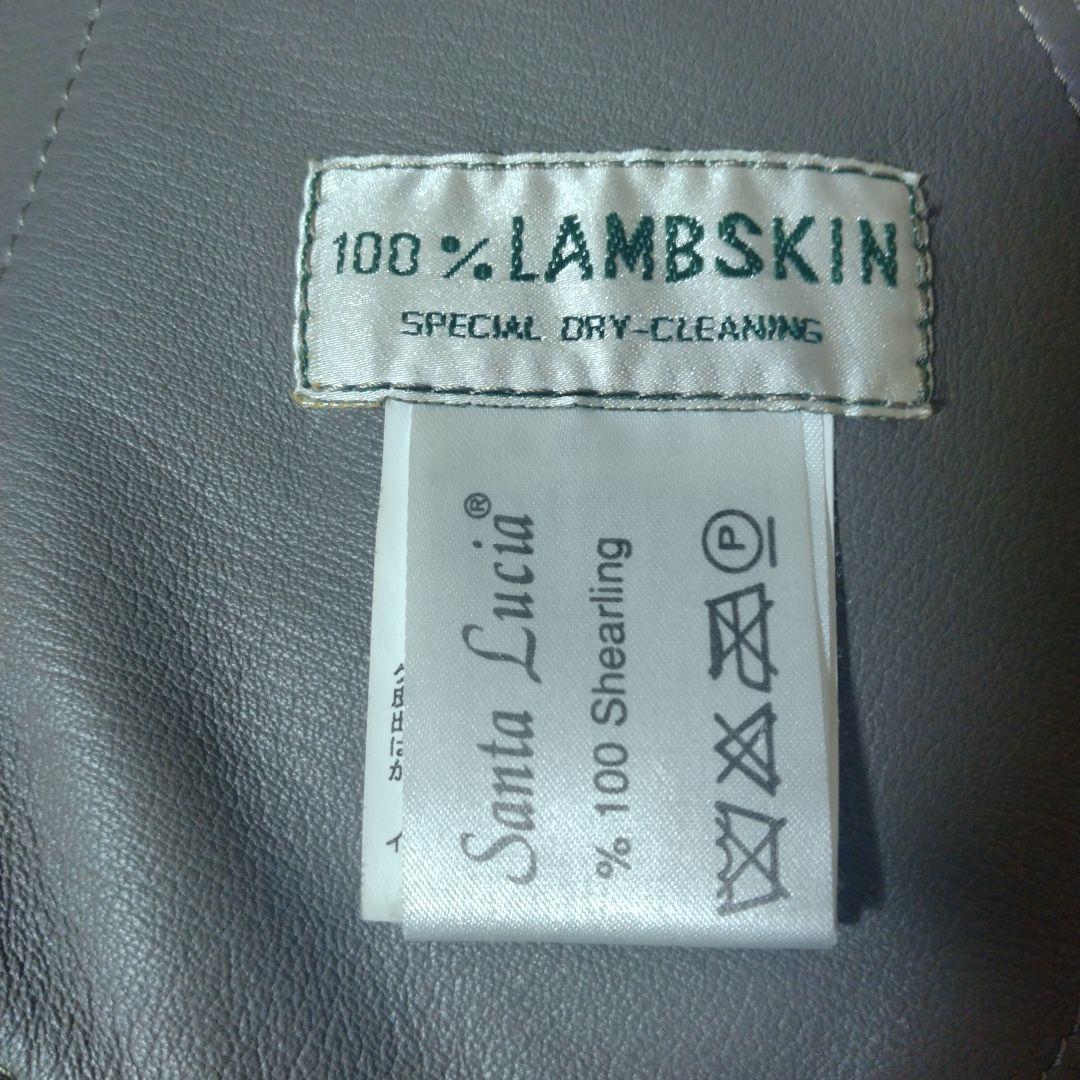 100 % LAMBSKIN
SPECIAL DRY-CLEANING
Santa Lucia®
% 100 Shearling
P